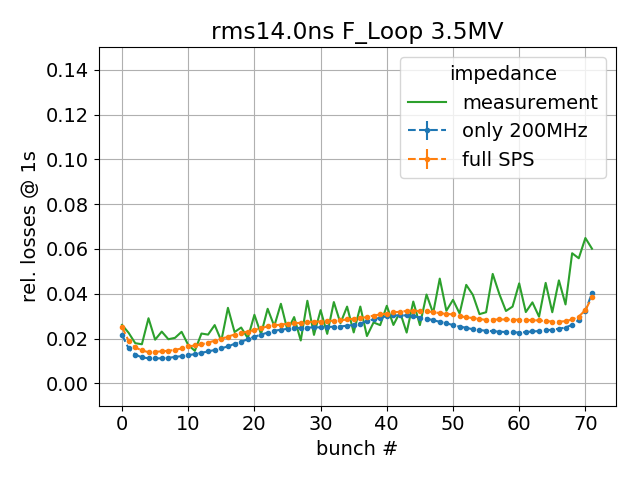 rms14.0ns F_Loop 3.5MV
impedance
measurement
only 200MHz
full SPS
rel. losses @ 1s
0.14
0.12
0.10
0.08
0.06
0.04
0.02
0.00
0 10 20 30 40 50 60 70
bunch #